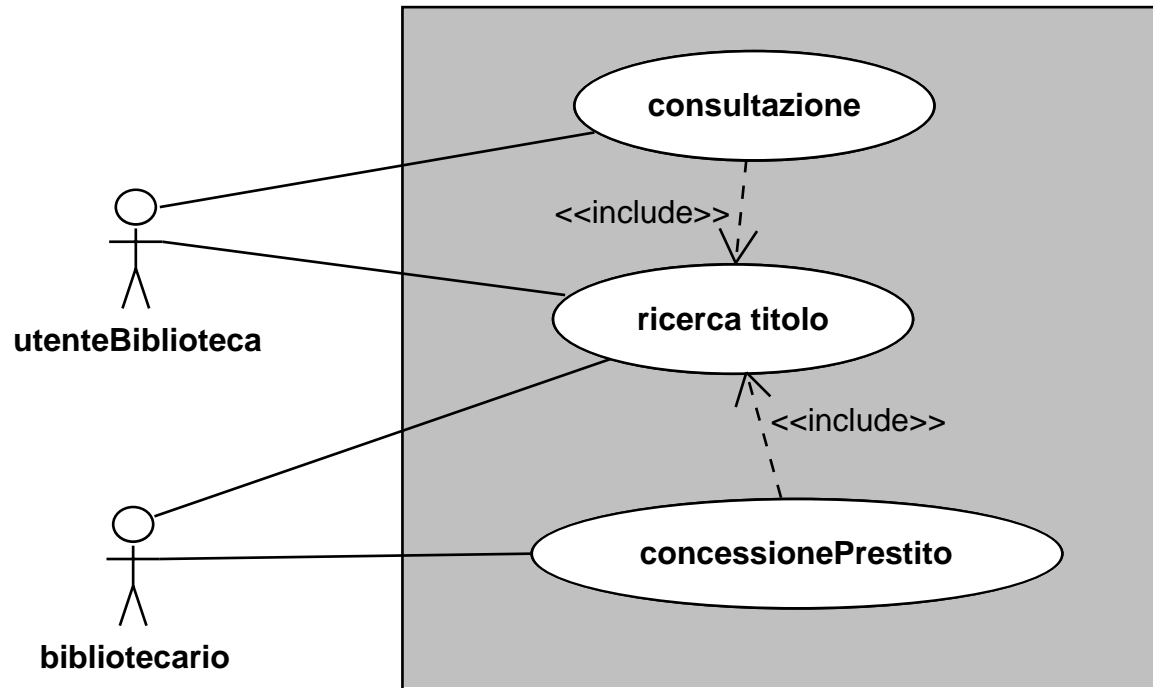 consultazione
<<include>>
utenteBiblioteca
ricerca titolo
<<include>>
concessionePrestito
bibliotecario